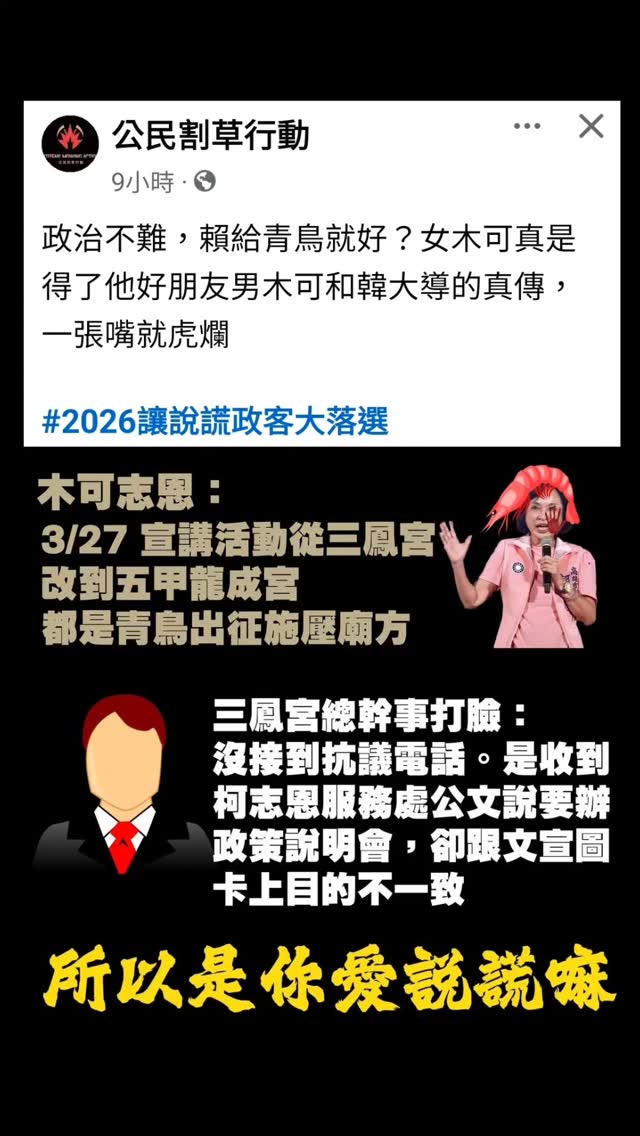 公民割草行動
9小時
政治不難，賴給青鳥就好？女木可真是
得了他好朋友男木可和韓大導的真傳，
一張嘴就虎爛
#2026讓說謊政客大落選
木可志恩：
3/27 宣講活動從三鳳宮
改到五甲龍成宮
都是青鳥出征施壓廟方
三鳳宮總幹事打臉：
沒接到抗議電話。是收到
柯志恩服務處公文說要辦
政策說明會，卻跟文宣圖
卡上目的不一致
所以是你愛說謊嘛